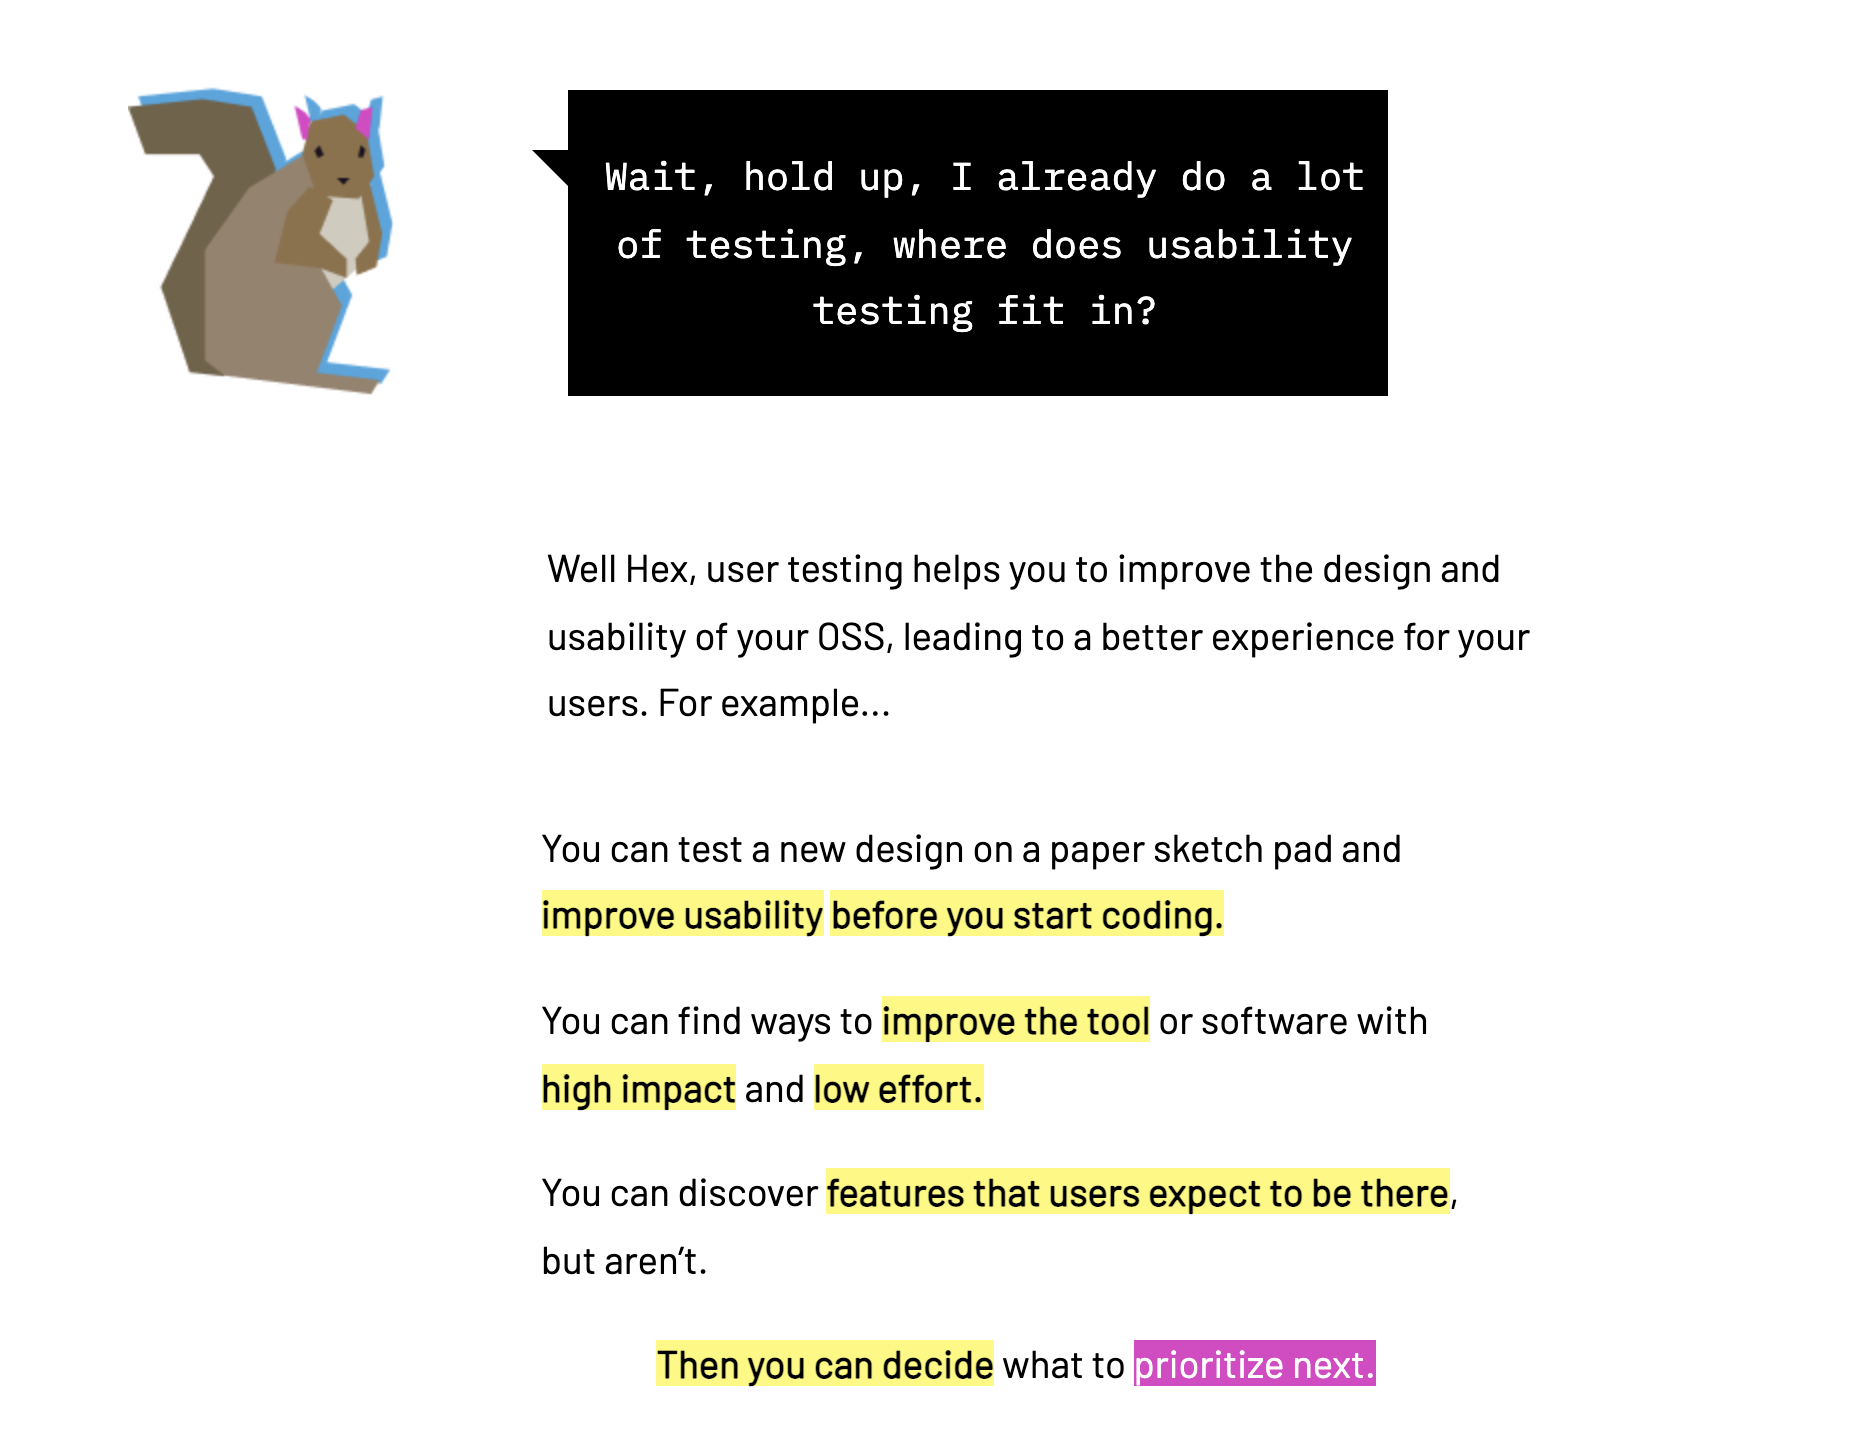 Wait, hold up, I already do a lot
of testing, where does usability
testing fit in?
Well Hex, user testing helps you to improve the design and
usability of your OSS, leading to a better experience for your
users. For example...
You can test a new design on a paper sketch pad and
improve usability before you start coding.
You can find ways to improve the tool or software with
high impact and low effort.
You can discover features that users expect to be there,
but aren’t.
Then you can decide what to prioritize next.